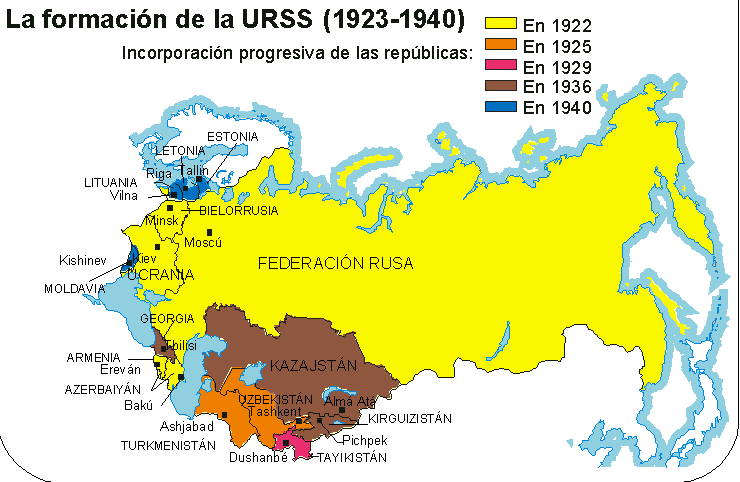 La formación de la URSS (1923-1940)
Incorporación progresiva de las repúblicas:
En 1922
En 1925
En 1929
En 1936
En 1940
ESTONIA
LETONIA
Riga
Tallin
LITUANIA
Vilna
Minsk
BIELORRUSIA
Moscú
Kishinev
Kiev
UCRANIA
FEDERACIÓN RUSA
MOLDAVIA
GEORGIA
Tbilisi
ARMENIA
Ereván
KAZAJSTÁN
AZERBAIYÁN
Bakú
UZBEKISTÁN
Alma Atá
Tashkent
KIRGUIZISTÁN
Ashjabad
Pichpek
TURKMENISTÁN
Dushanbé
TAYIKISTÁN